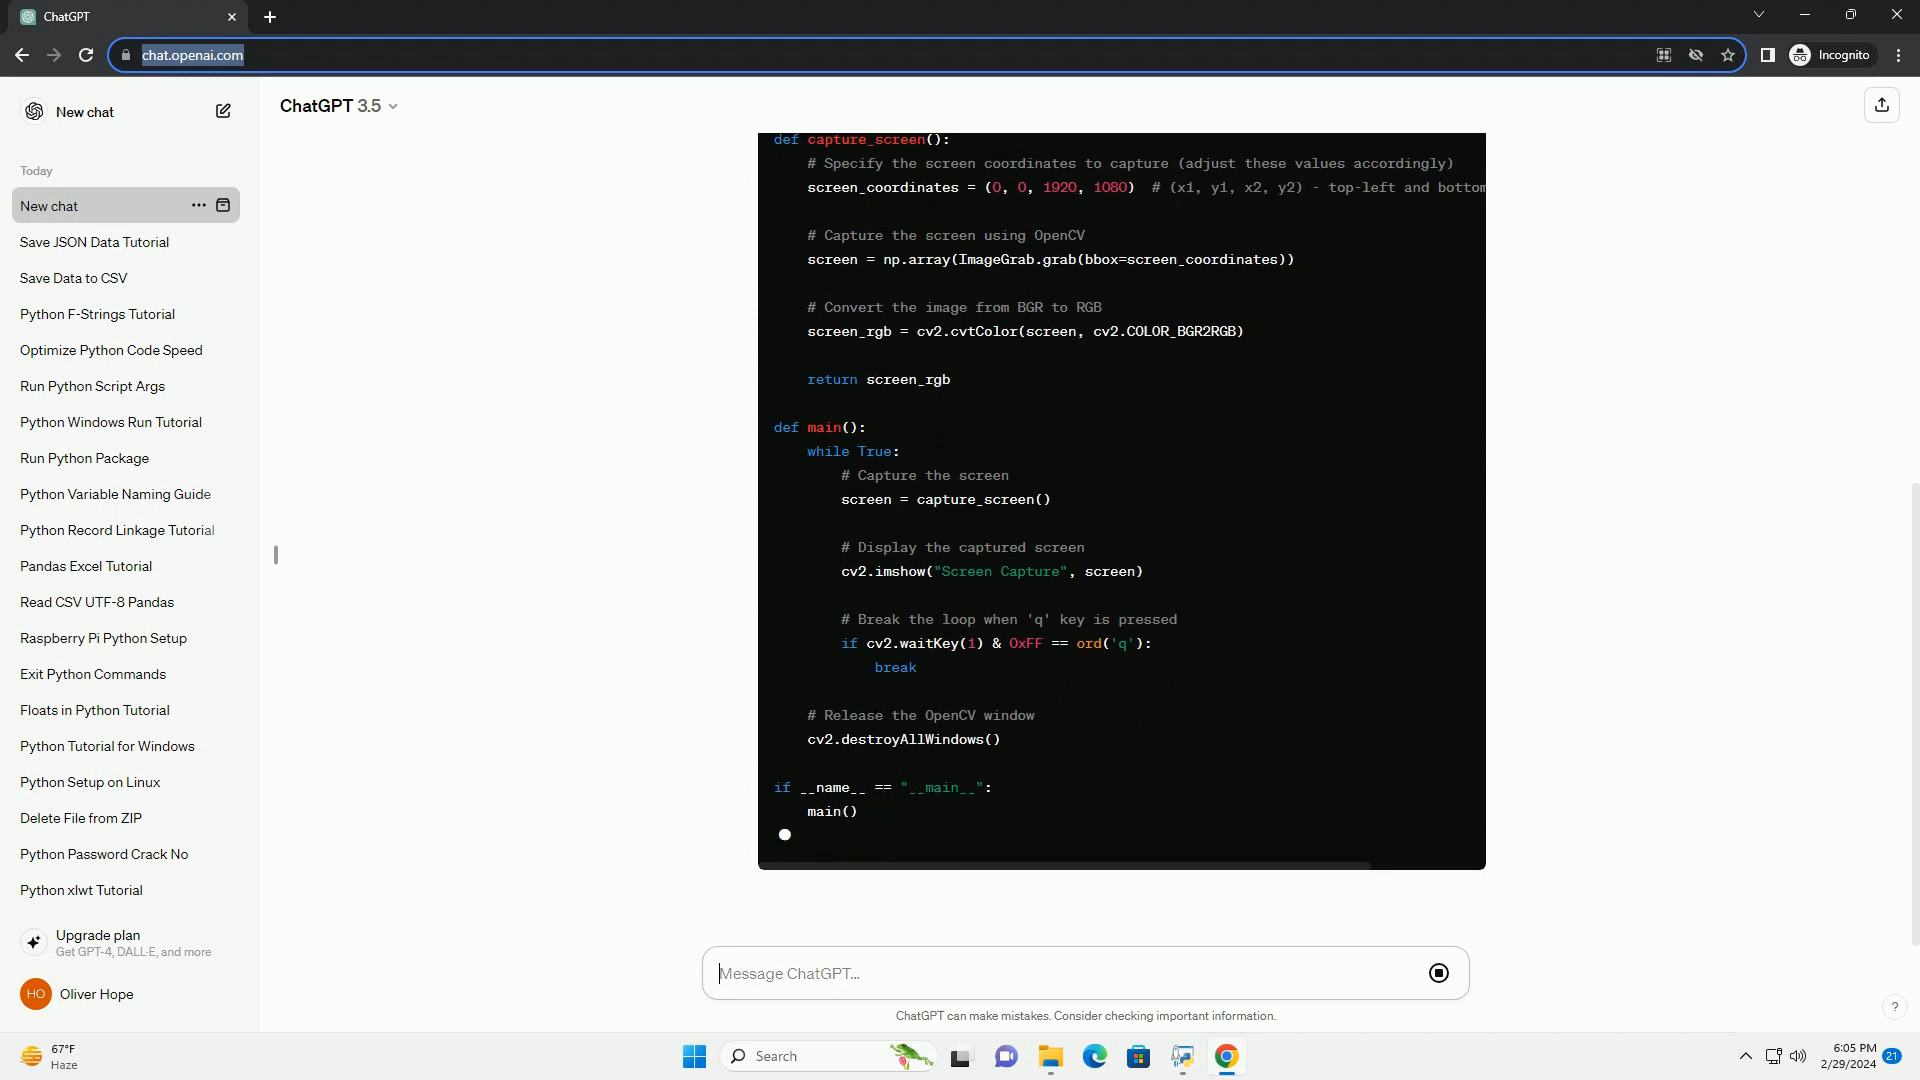 ChatGPT
chat.openai.com
Incognito
New chat
ChatGPT 3.5
Today
New chat
Save JSON Data Tutorial
Save Data to CSV
Python F-Strings Tutorial
Optimize Python Code Speed
Run Python Script Args
Python Windows Run Tutorial
Run Python Package
Python Variable Naming Guide
Python Record Linkage Tutorial
Pandas Excel Tutorial
Read CSV UTF-8 Pandas
Raspberry Pi Python Setup
Exit Python Commands
Floats in Python Tutorial
Python Tutorial for Windows
Python Setup on Linux
Delete File from ZIP
Python Password Crack No
Python xlwt Tutorial
Upgrade plan
Get GPT-4, DALL·E, and more
HO Oliver Hope
def capture_screen():
# Specify the screen coordinates to capture (adjust these values accordingly)
screen_coordinates = (0, 0, 1920, 1080)  # (x1, y1, x2, y2) - top-left and bottom
# Capture the screen using OpenCV
screen = np.array(ImageGrab.grab(bbox=screen_coordinates))
# Convert the image from BGR to RGB
screen_rgb = cv2.cvtColor(screen, cv2.COLOR_BGR2RGB)
return screen_rgb
def main():
while True:
# Capture the screen
screen = capture_screen()
# Display the captured screen
cv2.imshow("Screen Capture", screen)
# Break the loop when 'q' key is pressed
if cv2.waitKey(1) & 0xFF == ord('q'):
break
# Release the OpenCV window
cv2.destroyAllWindows()
if __name__ == "__main__":
main()
Message ChatGPT...
ChatGPT can make mistakes. Consider checking important information.
?
67°F
Haze
Search
6:05 PM
2/29/2024
21